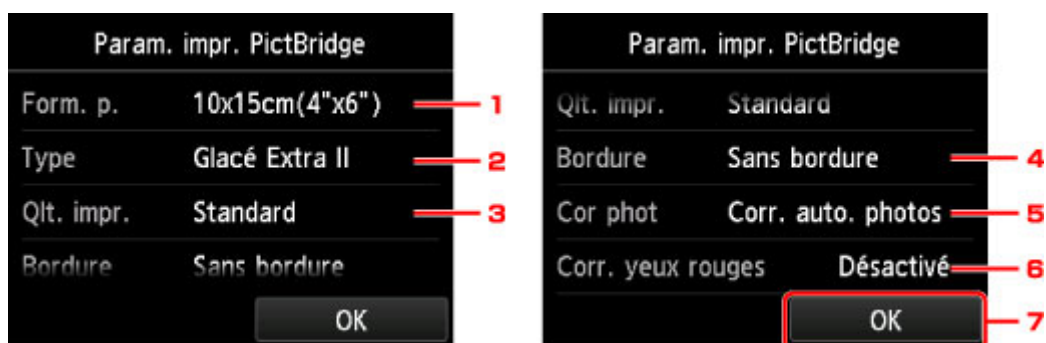 Param. impr. PictBridge
Form. p. 10x15cm(4"x6") 1
Type Glacé Extra II 2
Qlt. impr. Standard 3
Bordure Sans bordure
OK
Param. impr. PictBridge
Qlt. impr. Standard
Bordure Sans bordure 4
Cor phot Corr. auto. photos 5
Corr. yeux rouges Désactivé 6
OK 7